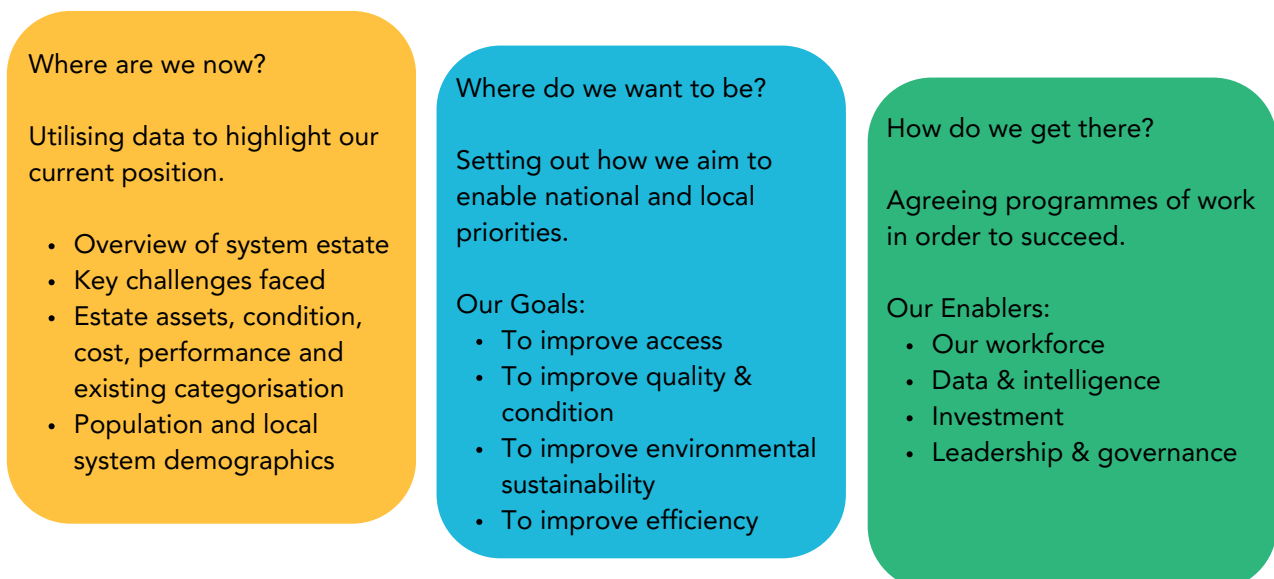 Where are we now?
Utilising data to highlight our
current position.
• Overview of system estate
• Key challenges faced
• Estate assets, condition,
cost, performance and
existing categorisation
• Population and local
system demographics
Where do we want to be?
Setting out how we aim to
enable national and local
priorities.
Our Goals:
• To improve access
• To improve quality &
condition
• To improve environmental
sustainability
• To improve efficiency
How do we get there?
Agreeing programmes of work
in order to succeed.
Our Enablers:
• Our workforce
• Data & intelligence
• Investment
• Leadership & governance